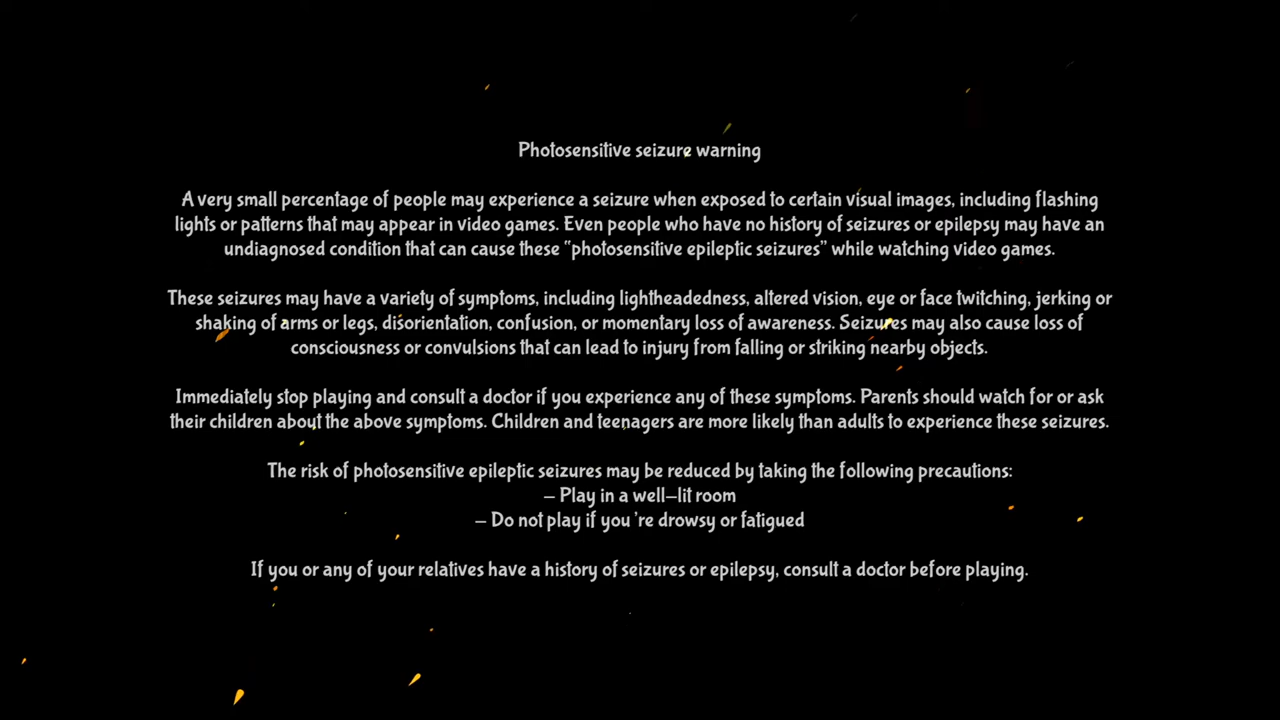 Photosensitive seizure warning
A very small percentage of people may experience a seizure when exposed to certain visual images, including flashing
lights or patterns that may appear in video games. Even people who have no history of seizures or epilepsy may have an
undiagnosed condition that can cause these “photosensitive epileptic seizures” while watching video games.
These seizures may have a variety of symptoms, including lightheadedness, altered vision, eye or face twitching, jerking or
shaking of arms or legs, disorientation, confusion, or momentary loss of awareness. Seizures may also cause loss of
consciousness or convulsions that can lead to injury from falling or striking nearby objects.
Immediately stop playing and consult a doctor if you experience any of these symptoms. Parents should watch for or ask
their children about the above symptoms. Children and teenagers are more likely than adults to experience these seizures.
The risk of photosensitive epileptic seizures may be reduced by taking the following precautions:
– Play in a well–lit room
– Do not play if you 're drowsy or fatigued
If you or any of your relatives have a history of seizures or epilepsy, consult a doctor before playing.